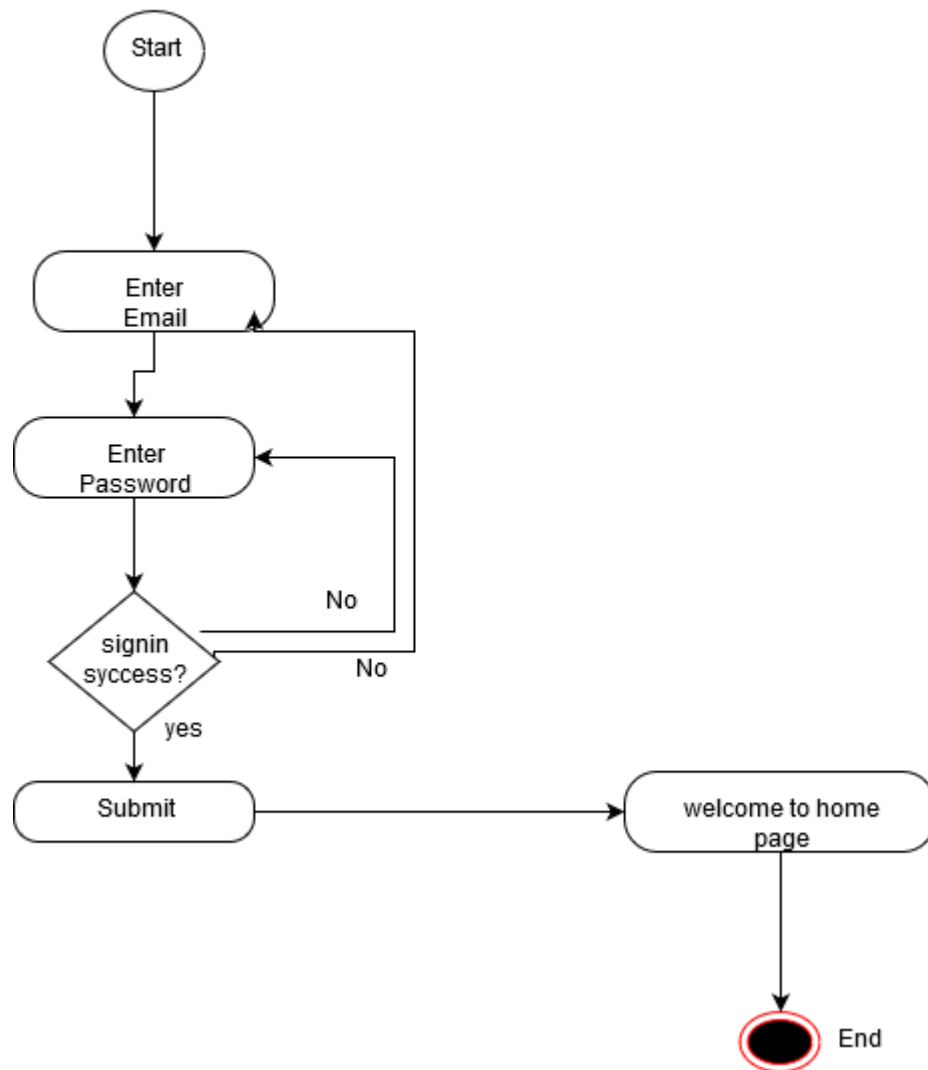 Start
Enter
Email
Enter
Password
No
signin
syccess?
No
yes
Submit
welcome to home
page
End